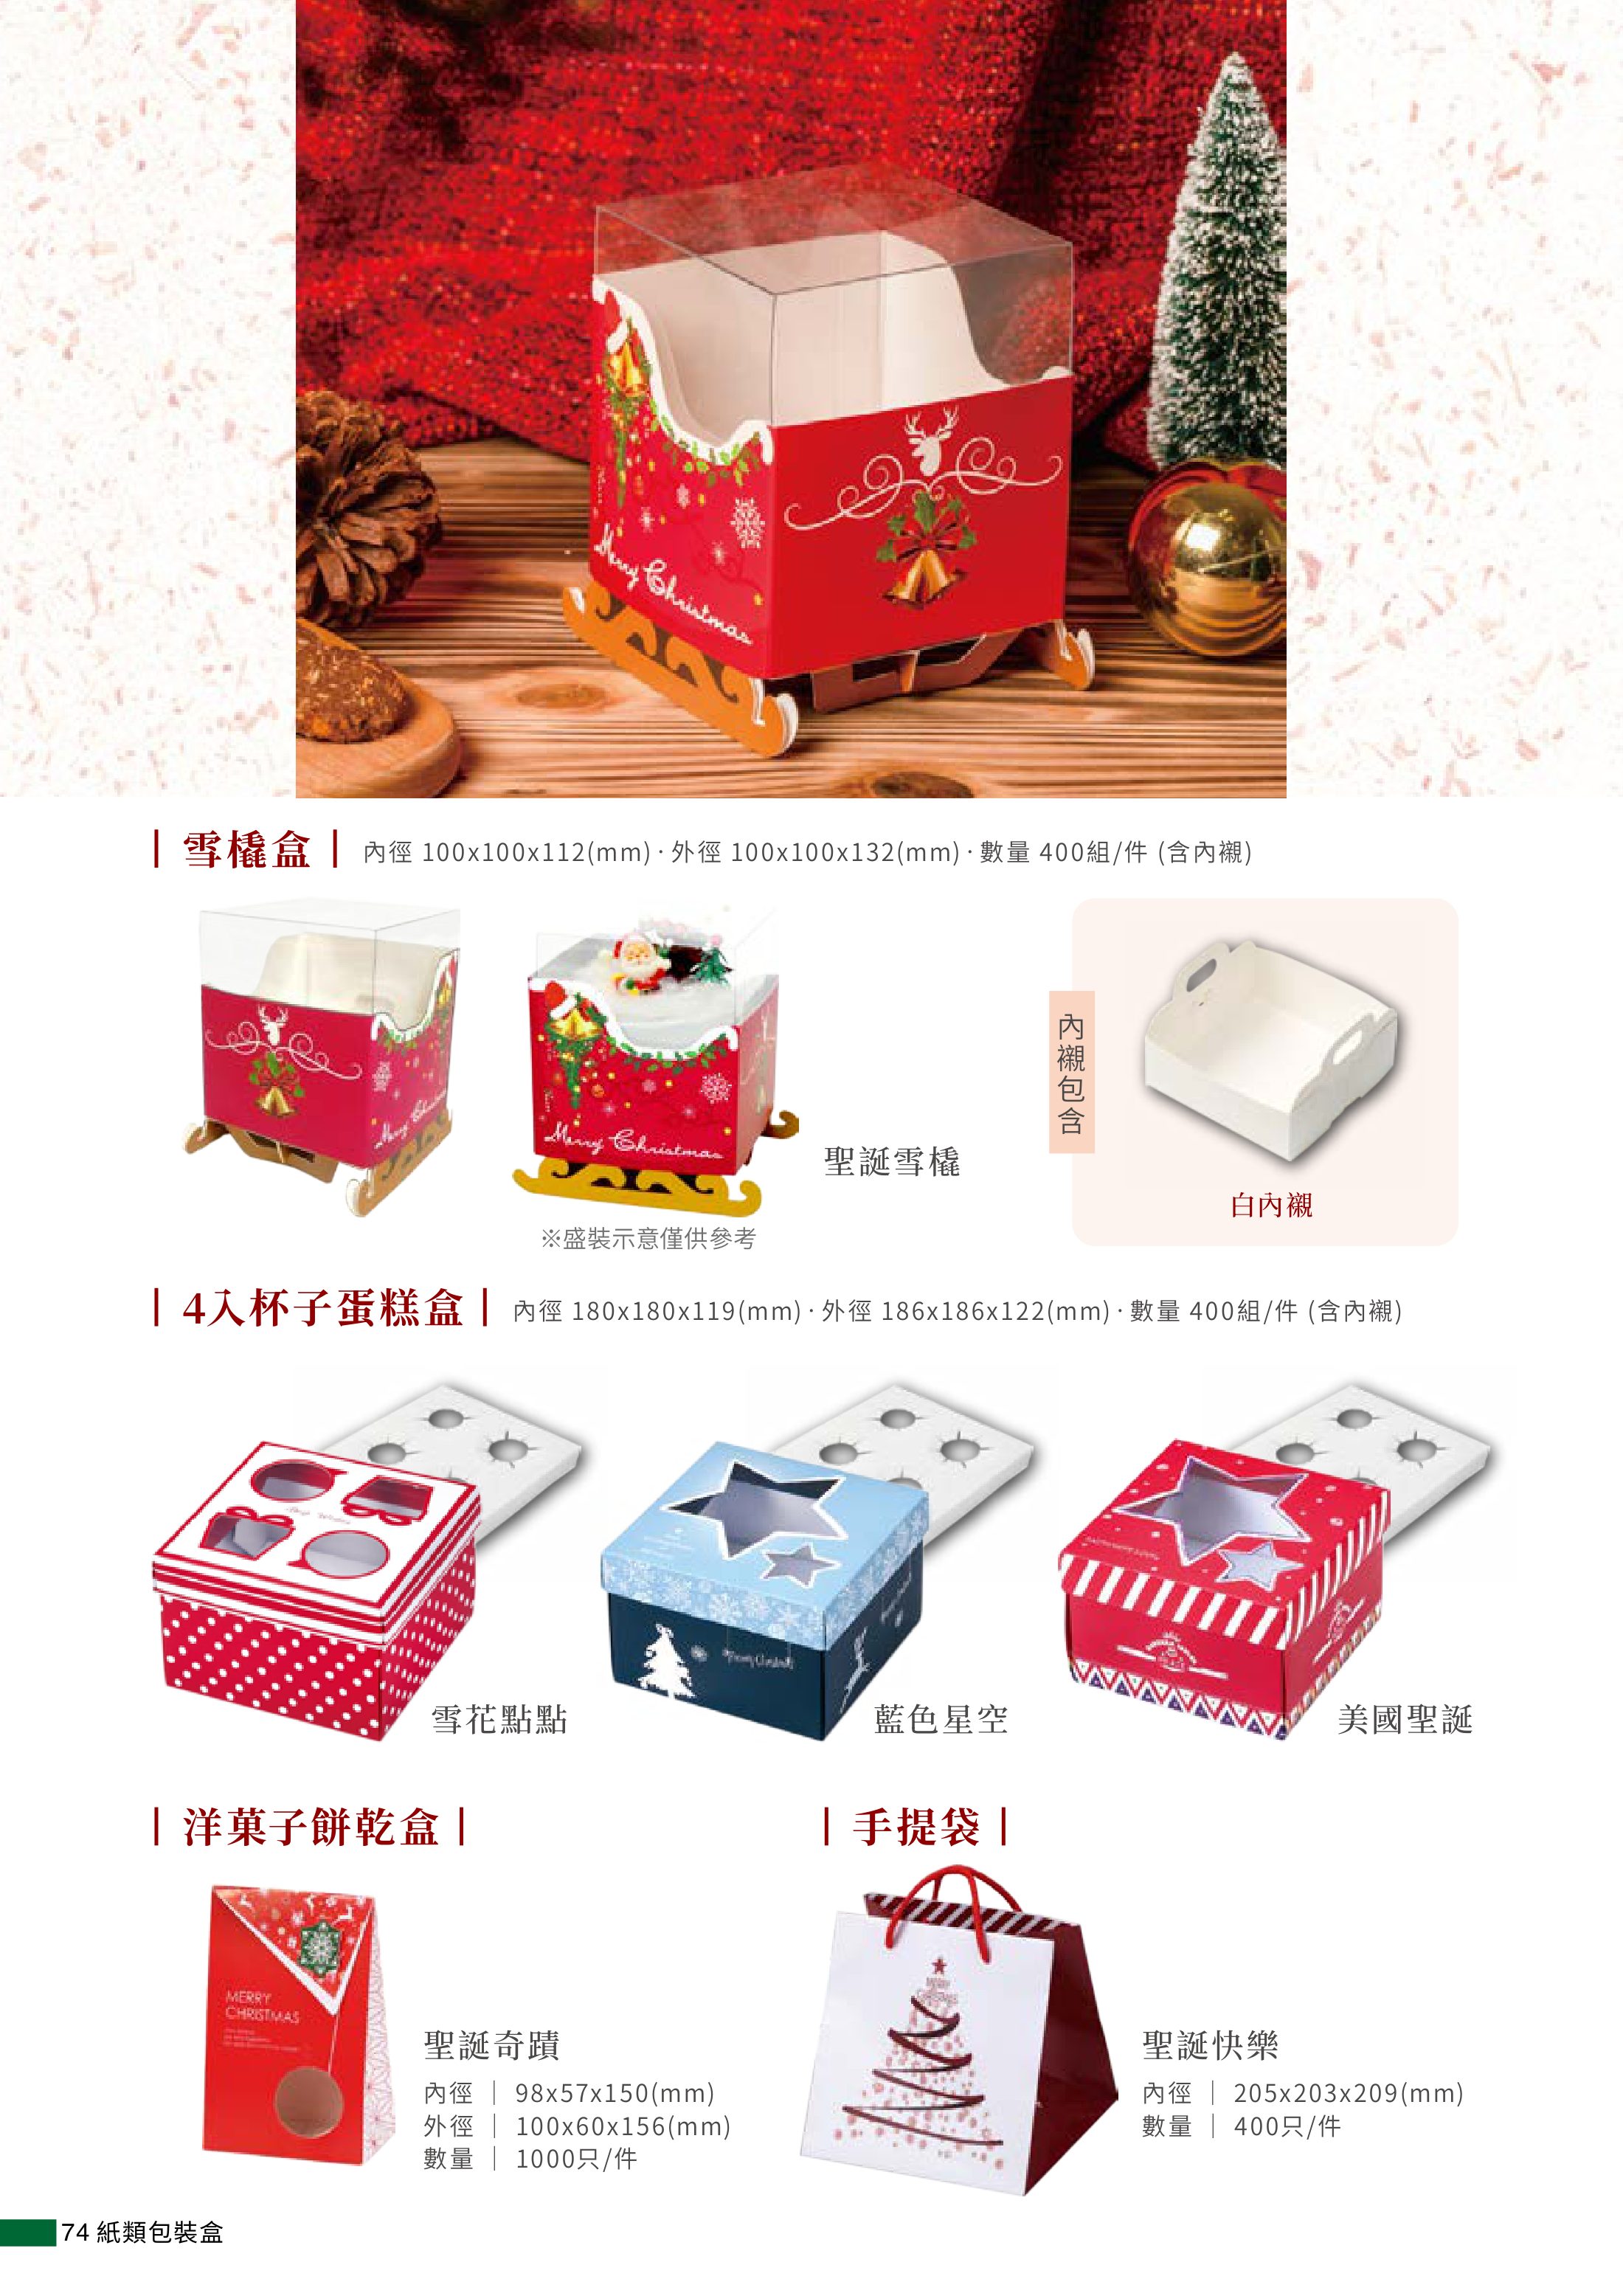 Merry Christmas
｜雪橇盒｜ 內徑 100x100x112(mm)·外徑 100x100x132(mm)·數量 400組/件 (含內襯)
Merry Christmas
聖誕雪橇
※盛裝示意僅供參考
內襯包含
白內襯
｜4入杯子蛋糕盒｜ 內徑 180x180x119(mm)·外徑 186x186x122(mm)·數量 400組/件 (含內襯)
雪花點點
藍色星空
美國聖誕
｜洋菓子餅乾盒｜
MERRY
CHRISTMAS
聖誕奇蹟
內徑｜98x57x150(mm)
外徑｜100x60x156(mm)
數量｜1000只/件
｜手提袋｜
MERRY
CHRISTMAS
聖誕快樂
內徑｜205x203x209(mm)
數量｜400只/件
74 紙類包裝盒